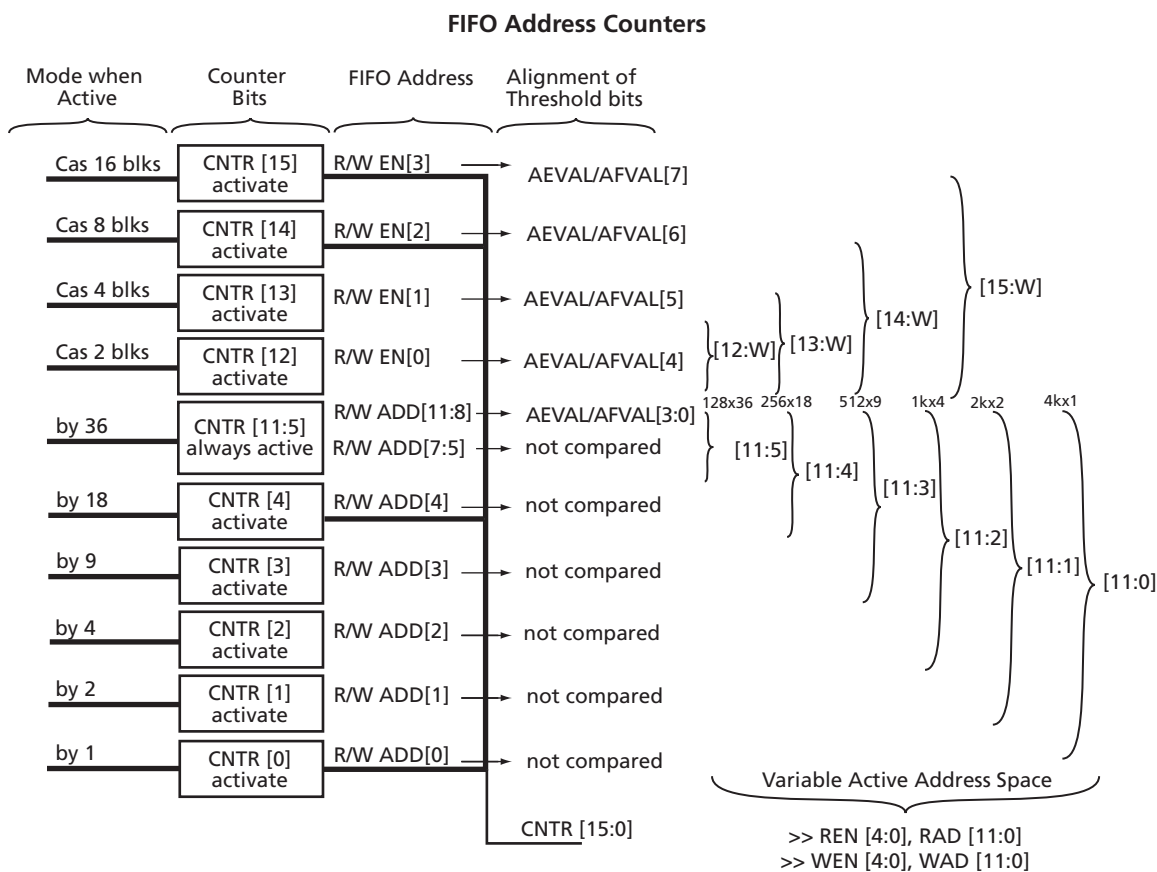 FIFO Address Counters
Mode when
Active
Counter
Bits
FIFO Address
Alignment of
Threshold bits
Cas 16 blks
CNTR [15]
activate
R/W EN[3]
AEVAL/AFVAL[7]
Cas 8 blks
CNTR [14]
activate
R/W EN[2]
AEVAL/AFVAL[6]
Cas 4 blks
CNTR [13]
activate
R/W EN[1]
AEVAL/AFVAL[5]
Cas 2 blks
CNTR [12]
activate
R/W EN[0]
AEVAL/AFVAL[4]
[12:W]
[13:W]
[14:W]
[15:W]
by 36
CNTR [11:5]
always active
R/W ADD[11:8]
AEVAL/AFVAL[3:0]
R/W ADD[7:5]
not compared
128x36
256x18
512x9
1kx4
2kx2
4kx1
[11:5]
[11:4]
[11:3]
[11:2]
[11:1]
[11:0]
by 18
CNTR [4]
activate
R/W ADD[4]
not compared
by 9
CNTR [3]
activate
R/W ADD[3]
not compared
by 4
CNTR [2]
activate
R/W ADD[2]
not compared
by 2
CNTR [1]
activate
R/W ADD[1]
not compared
by 1
CNTR [0]
activate
R/W ADD[0]
not compared
CNTR [15:0]
Variable Active Address Space
>> REN [4:0], RAD [11:0]
>> WEN [4:0], WAD [11:0]